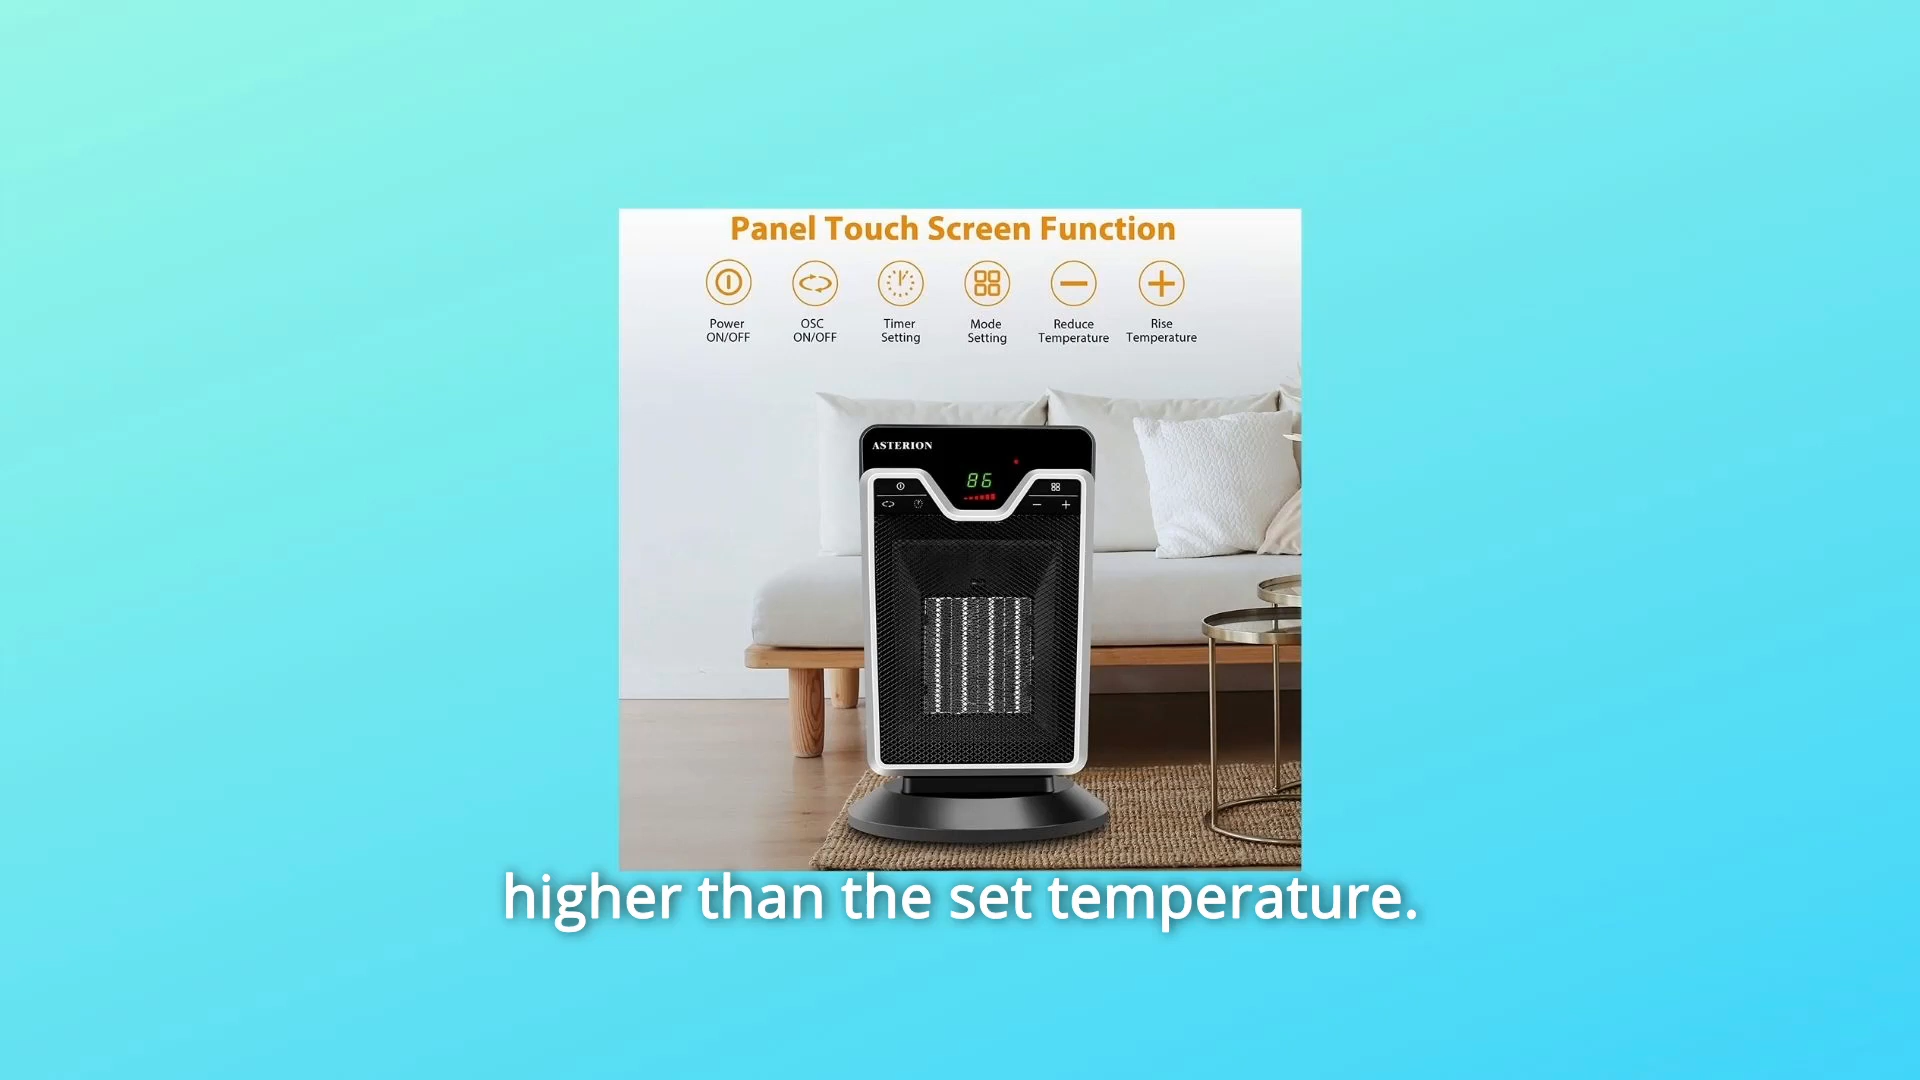 Panel Touch Screen Function
Power
ON/OFF
OSC
ON/OFF
Timer
Setting
Mode
Setting
Reduce
Temperature
Rise
Temperature
ASTERION
86
higher than the set temperature.